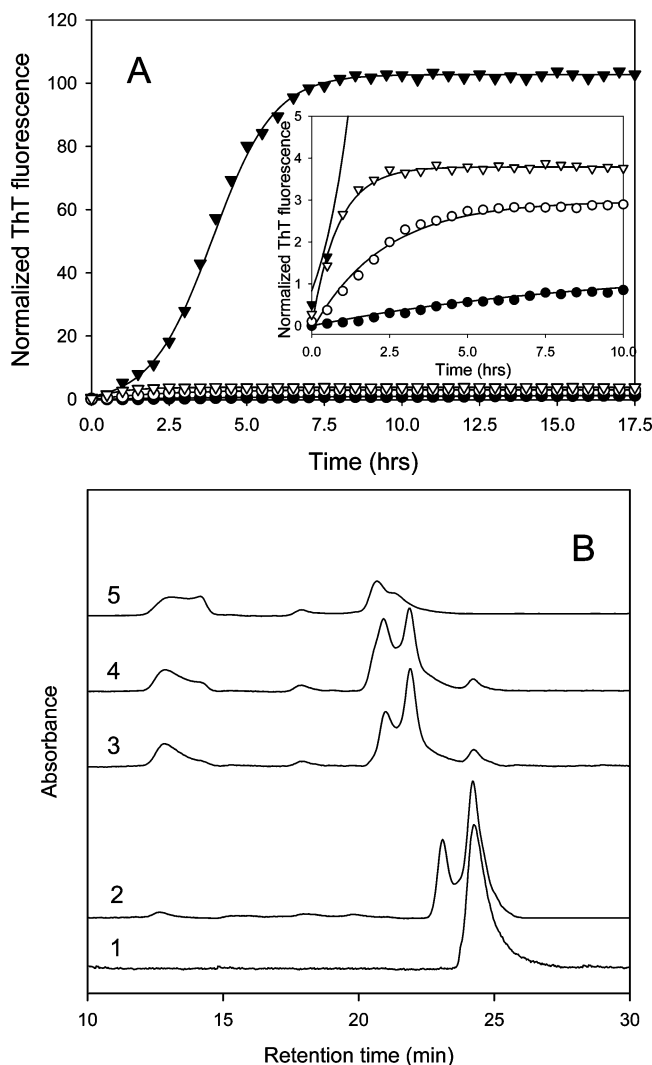 120
100
80
60
40
20
0
Normalized ThT fluorescence
A
5
4
3
2
1
0
Normalized ThT fluorescence
0.0 2.5 5.0 7.5 10.0
Time (hrs)
0.0 2.5 5.0 7.5 10.0 12.5 15.0 17.5
Time (hrs)
B
5
4
3
2
1
Absorbance
10 15 20 25 30
Retention time (min)